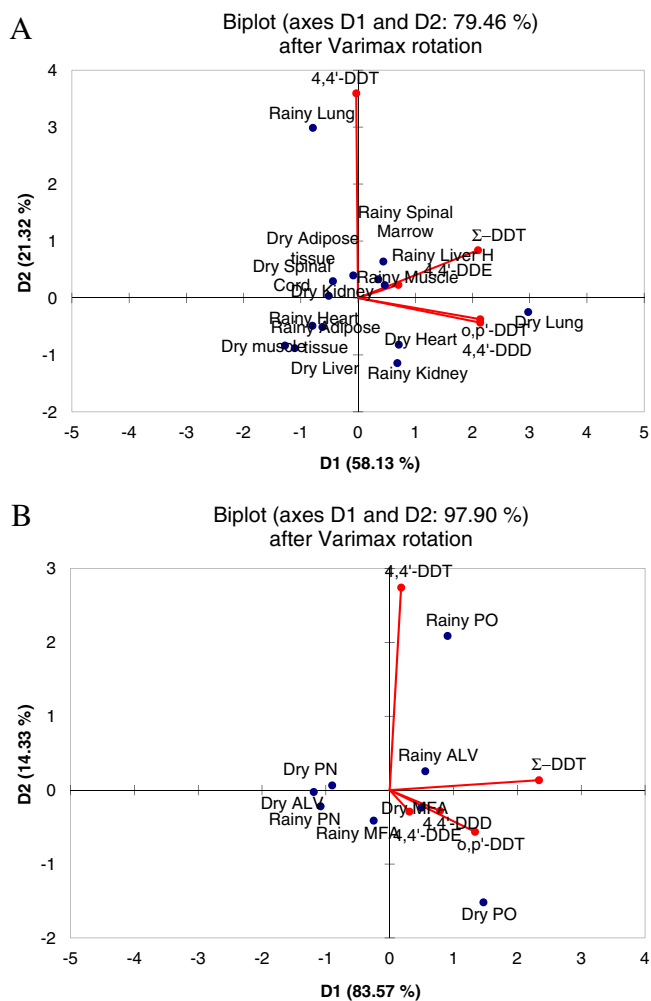 A
Biplot (axes D1 and D2: 79.46 %)
after Varimax rotation
4
4,4'-DDT
Rainy Lung
3
2
Rainy Spinal
Marrow
Σ–DDT
1
Dry Adipose
tissue
Rainy Liver H
Dry Spinal
Cord
4,4'-DDE
Rainy Muscle
Dry Kidney
0
Rainy Heart
Rainy Adipose
tissue
o,p'-DDT
Dry Lung
Dry muscle
Dry Heart
4,4'-DDD
-1
Dry Liver
Rainy Kidney
-2
-5 -4 -3 -2 -1 0 1 2 3 4 5
D2 (21.32 %)
D1 (58.13 %)
B
Biplot (axes D1 and D2: 97.90 %)
after Varimax rotation
3
4,4'-DDT
Rainy PO
2
1
Rainy ALV
Dry PN
Σ–DDT
0
Dry ALV
Dry MFA
Rainy PN
4,4'-DDD
Rainy MFA
4,4'-DDE
o,p'-DDT
-1
Dry PO
-2
-5 -4 -3 -2 -1 0 1 2 3 4
D2 (14.33 %)
D1 (83.57 %)